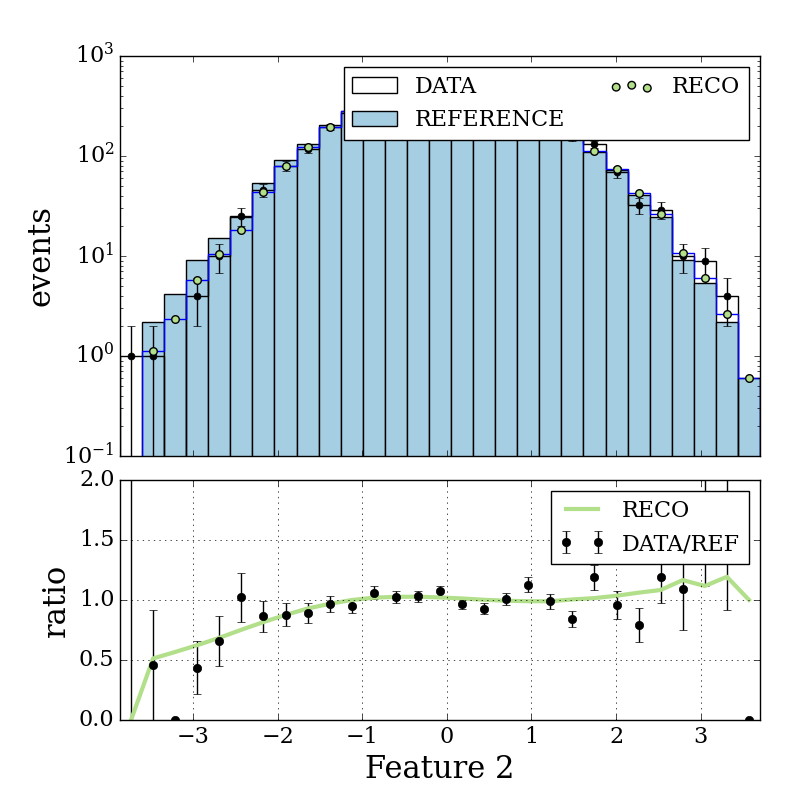 10³
10²
10¹
10⁰
10⁻¹
events
DATA
RECO
REFERENCE
2.0
1.5
1.0
0.5
0.0
ratio
RECO
DATA/REF
−3 −2 −1 0 1 2 3
Feature 2